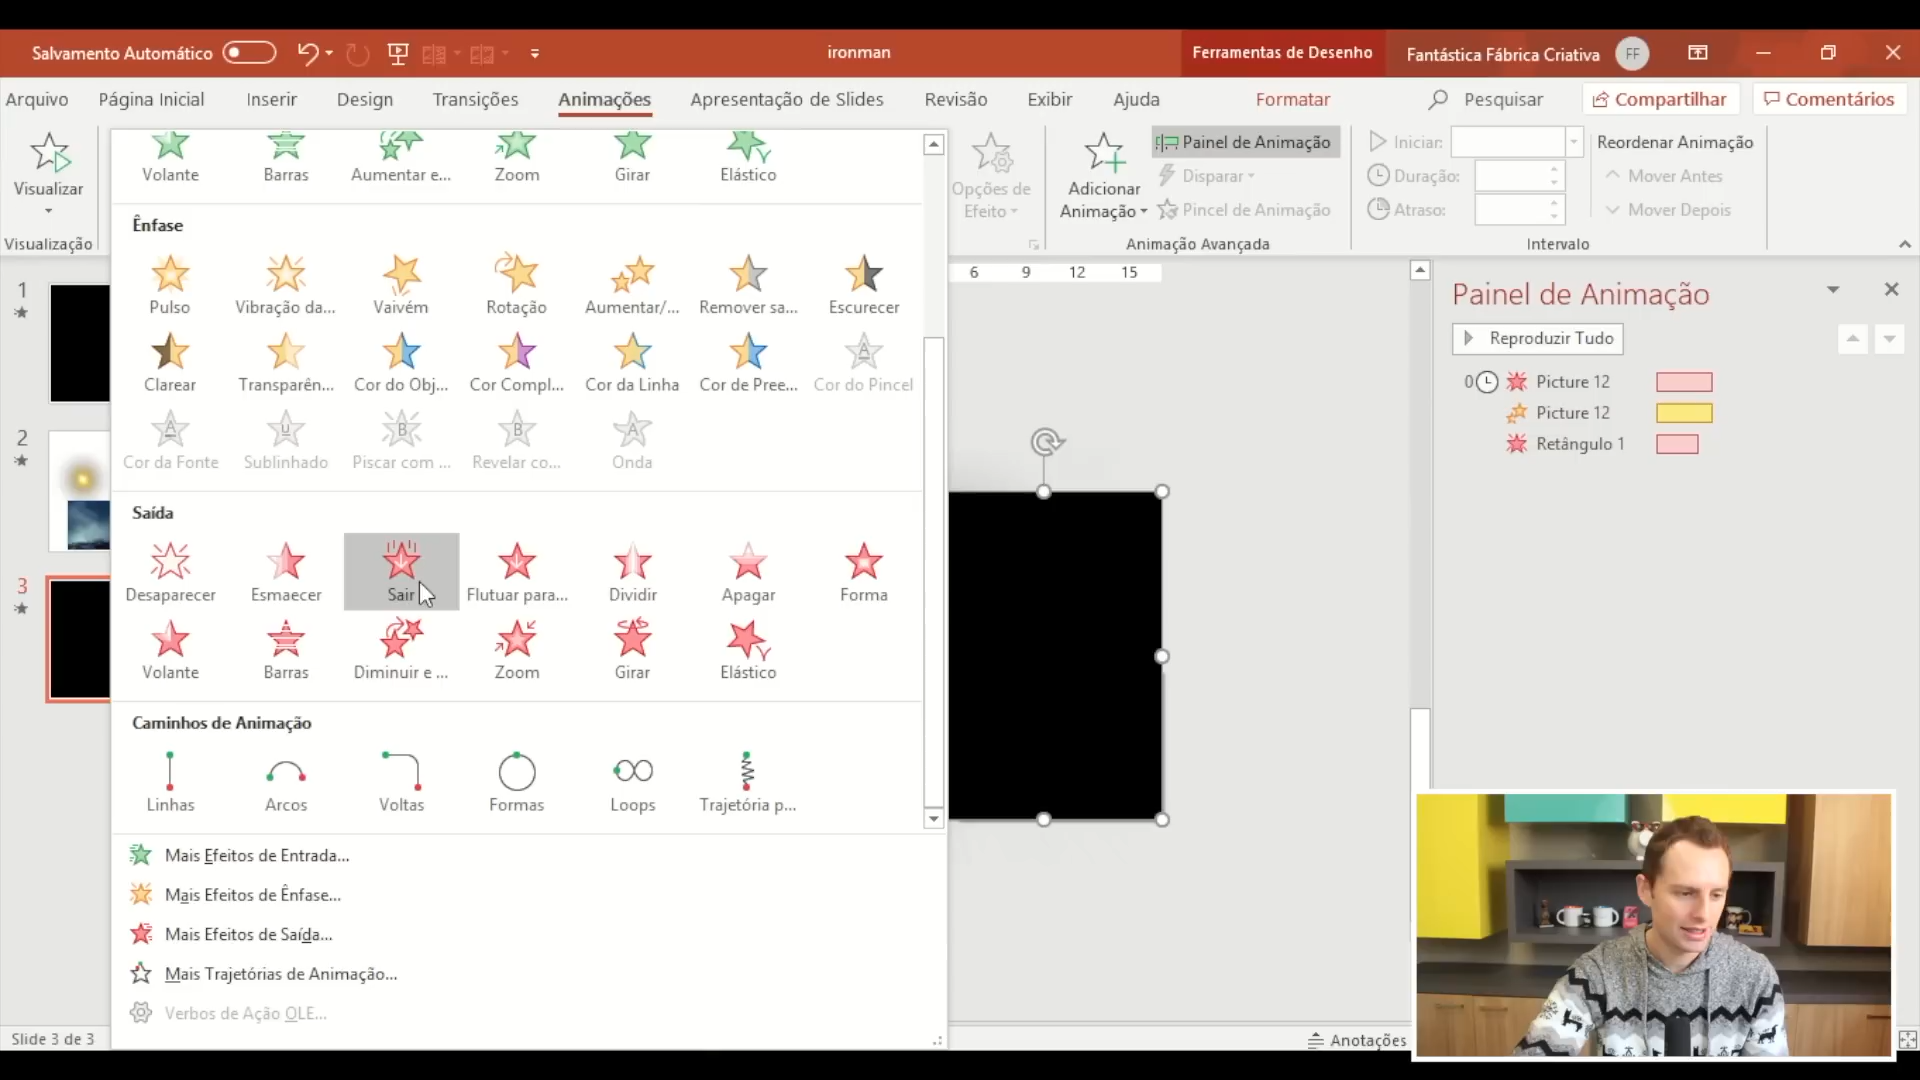 Salvamento Automático
ironman
Ferramentas de Desenho
Fantástica Fábrica Criativa
FF
Arquivo
Página Inicial
Inserir
Design
Transições
Animações
Apresentação de Slides
Revisão
Exibir
Ajuda
Formatar
Pesquisar
Compartilhar
Comentários
Visualizar
Visualização
Volante
Barras
Aumentar e...
Zoom
Girar
Elástico
Opções de
Efeito
Adicionar
Animação
Painel de Animação
Disparar
Pincel de Animação
Animação Avançada
Iniciar:
Duração:
Atraso:
Intervalo
Reordenar Animação
Mover Antes
Mover Depois
Ênfase
Pulso
Vibração da...
Vaivém
Rotação
Aumentar/...
Remover sa...
Escurecer
Clarear
Transparên...
Cor do Obj...
Cor Compl...
Cor da Linha
Cor de Pree...
Cor do Pincel
Cor da Fonte
Sublinhado
Piscar com ...
Revelar co...
Onda
Saída
Desaparecer
Esmaecer
Sair
Flutuar para...
Dividir
Apagar
Forma
Volante
Barras
Diminuir e ...
Zoom
Girar
Elástico
Caminhos de Animação
Linhas
Arcos
Voltas
Formas
Loops
Trajetória p...
Mais Efeitos de Entrada...
Mais Efeitos de Ênfase...
Mais Efeitos de Saída...
Mais Trajetórias de Animação...
Verbos de Ação OLE...
1
2
3
6 9 12 15
Painel de Animação
Reproduzir Tudo
0 Picture 12
Picture 12
Retângulo 1
Slide 3 de 3
Anotações